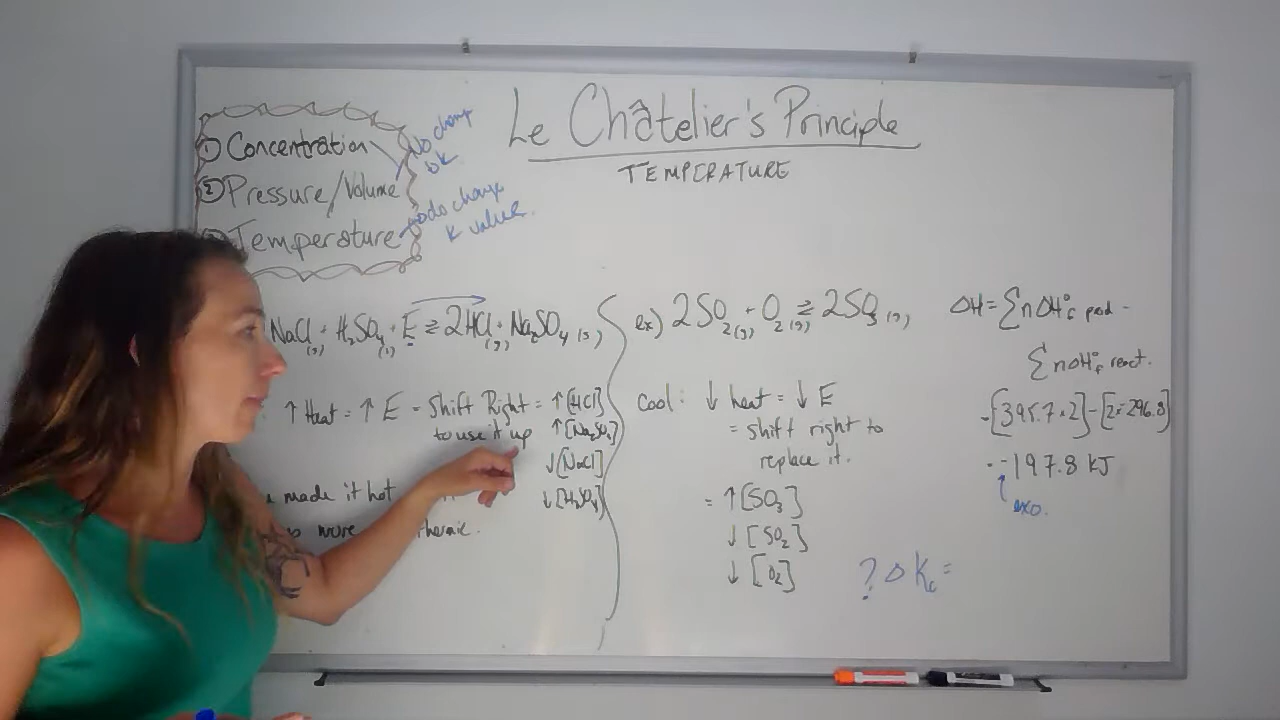 Le Châtelier's Principle
TEMPERATURE
① Concentration
② Pressure/Volume
Temperature
No change
K
do change
K value.
NaCl(s) + H₂SO₄(l) + E ⇄ 2HCl(g) + Na₂SO₄(s)
↑ Heat = ↑ E = Shift Right = ↑[HCl]
to use it up ↑[Na₂SO₄]
↓[NaCl]
↓[H₂SO₄]
made it hot
more
ex) 2SO₂(g) + O₂(g) ⇄ 2SO₃(g)
Cool: ↓ heat = ↓ E
= shift right to
replace it.
= ↑[SO₃]
↓[SO₂]
↓[O₂]
? Δ Kc =
ΔH = ΣnΔH°f prod -
ΣnΔH°f react.
-[395.7×2]-[2×-296.8]
-197.8 kJ
exo.